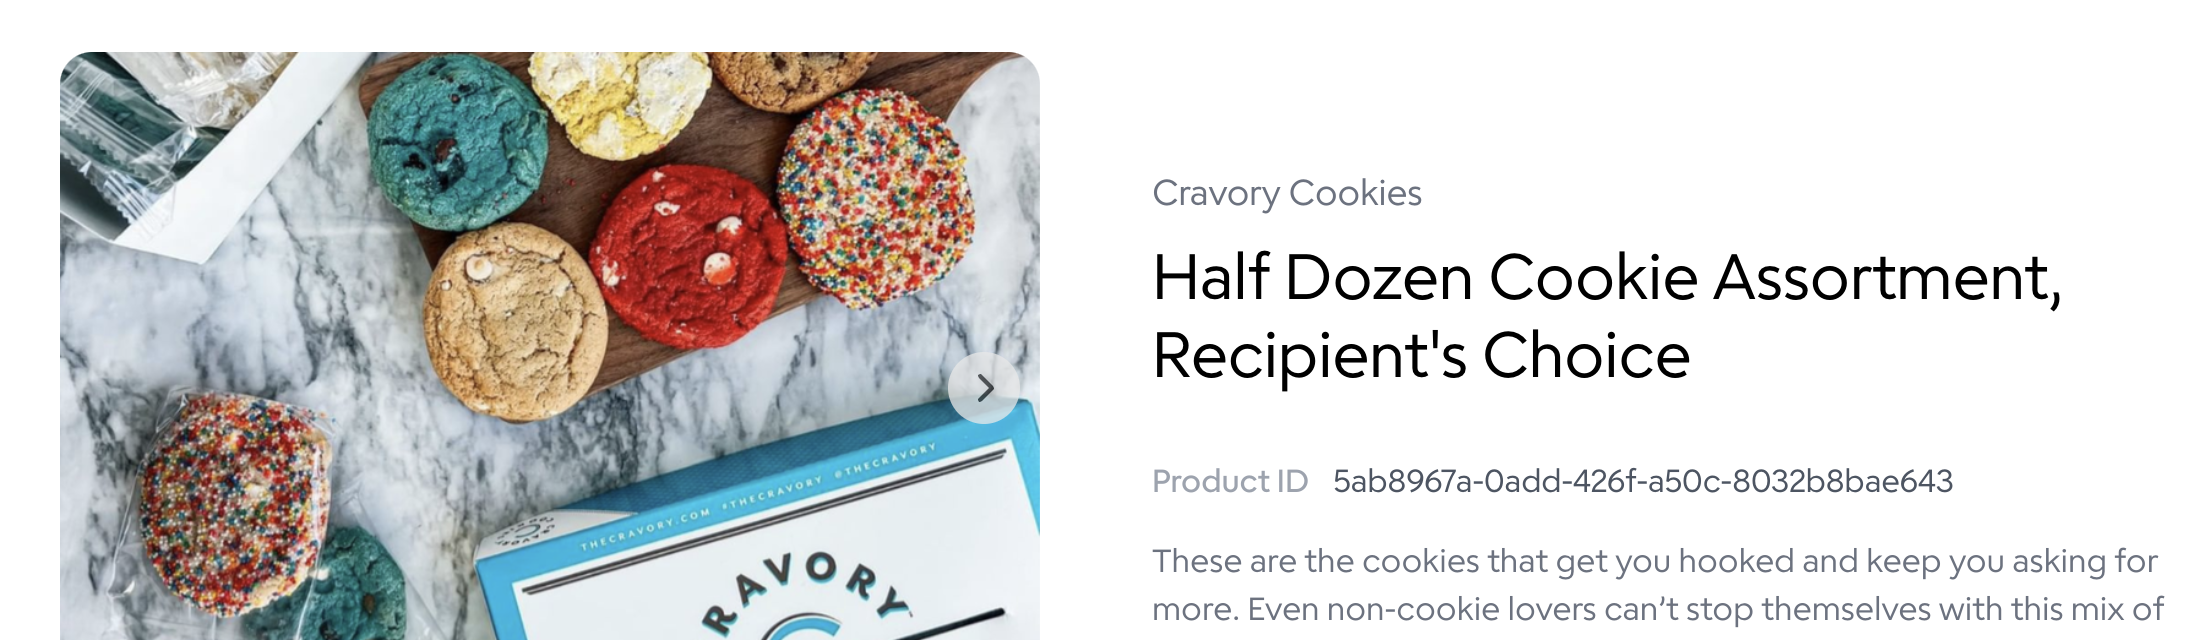 Cravory Cookies
Half Dozen Cookie Assortment,
Recipient's Choice
Product ID 5ab8967a-0add-426f-a50c-8032b8bae643
These are the cookies that get you hooked and keep you asking for
more. Even non-cookie lovers can’t stop themselves with this mix of
THECRAVORY.COM #THECRAVORY @THECRAVORY
RAVORY